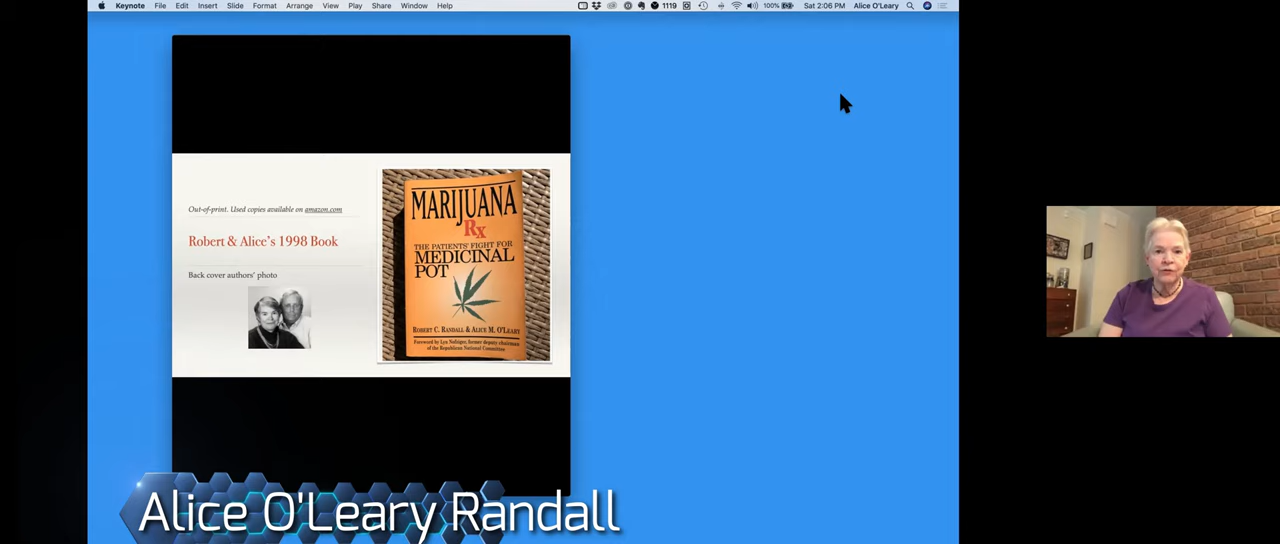 Keynote File Edit Insert Slide Format Arrange View Play Share Window Help 1119 100% Sat 2:06 PM Alice O'Leary
Out-of-print. Used copies available on amazon.com
Robert & Alice's 1998 Book
Back cover authors' photo
MARIJUANA
Rx
THE PATIENTS' FIGHT FOR
MEDICINAL
POT
ROBERT C. RANDALL & ALICE M. O'LEARY
Foreword by Lyn Nofziger, former deputy chairman
of the Republican National Committee
Alice O'Leary Randall